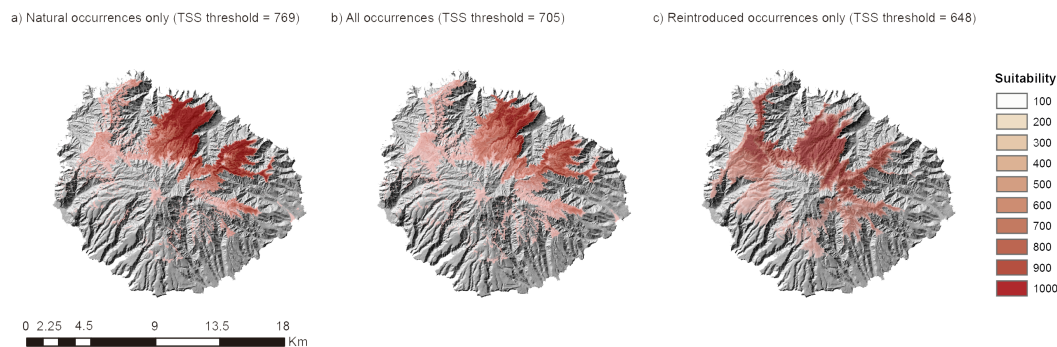 a) Natural occurrences only (TSS threshold = 769)
b) All occurrences (TSS threshold = 705)
c) Reintroduced occurrences only (TSS threshold = 648)
Suitability
100
200
300
400
500
600
700
800
900
1000
0 2.25 4.5 9 13.5 18
Km